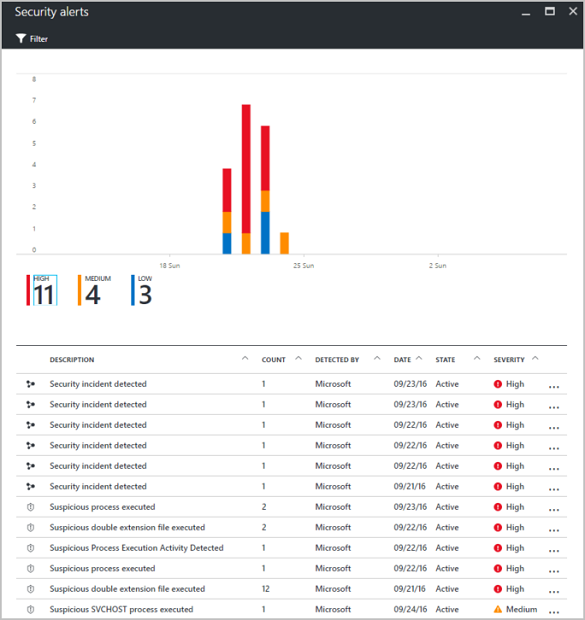 Security alerts
Filter
8
7
6
5
4
3
2
1
0
18 Sun 25 Sun 2 Sun
HIGH MEDIUM LOW
11 4 3
DESCRIPTION COUNT DETECTED BY DATE STATE SEVERITY
Security incident detected 1 Microsoft 09/23/16 Active High ...
Security incident detected 1 Microsoft 09/23/16 Active High ...
Security incident detected 1 Microsoft 09/22/16 Active High ...
Security incident detected 1 Microsoft 09/22/16 Active High ...
Security incident detected 1 Microsoft 09/22/16 Active High ...
Security incident detected 1 Microsoft 09/21/16 Active High ...
Suspicious process executed 2 Microsoft 09/23/16 Active High ...
Suspicious double extension file executed 2 Microsoft 09/22/16 Active High ...
Suspicious Process Execution Activity Detected 1 Microsoft 09/22/16 Active High ...
Suspicious process executed 1 Microsoft 09/22/16 Active High ...
Suspicious double extension file executed 12 Microsoft 09/21/16 Active High ...
Suspicious SVCHOST process executed 1 Microsoft 09/24/16 Active Medium ...